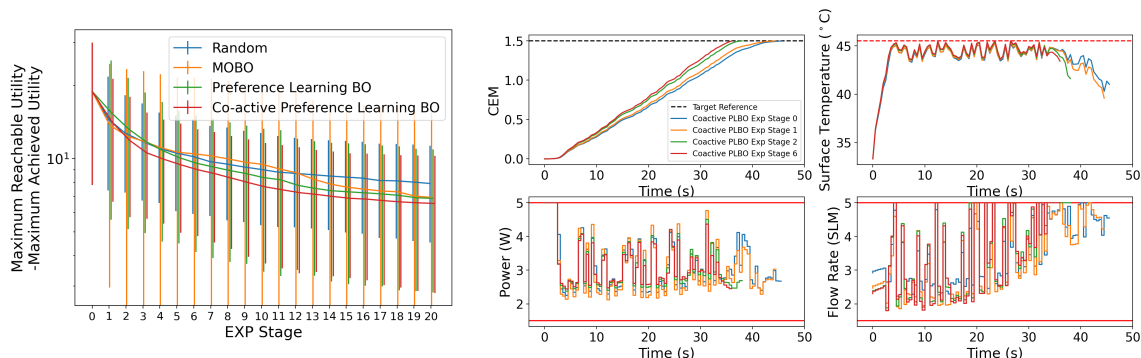 Maximum Reachable Utility
-Maximum Achieved Utility
10¹
Random
MOBO
Preference Learning BO
Co-active Preference Learning BO
0 1 2 3 4 5 6 7 8 9 10 11 12 13 14 15 16 17 18 19 20
EXP Stage
CEM
1.5
1.0
0.5
0.0
Target Reference
Coactive PLBO Exp Stage 0
Coactive PLBO Exp Stage 1
Coactive PLBO Exp Stage 2
Coactive PLBO Exp Stage 6
0 10 20 30 40 50
Time (s)
Surface Temperature (°C)
45
40
35
0 10 20 30 40 50
Time (s)
Power (W)
5
4
3
2
0 10 20 30 40 50
Time (s)
Flow Rate (SLM)
5
4
3
2
0 10 20 30 40 50
Time (s)